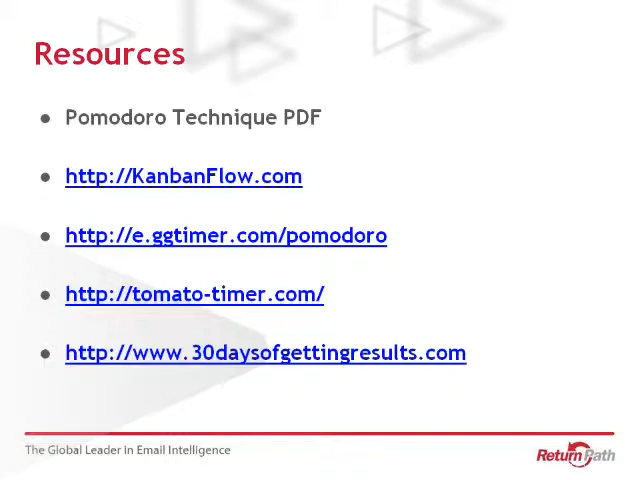 Resources
● Pomodoro Technique PDF
● http://KanbanFlow.com
● http://e.ggtimer.com/pomodoro
● http://tomato-timer.com/
● http://www.30daysofgettingresults.com
The Global Leader in Email Intelligence
Return Path